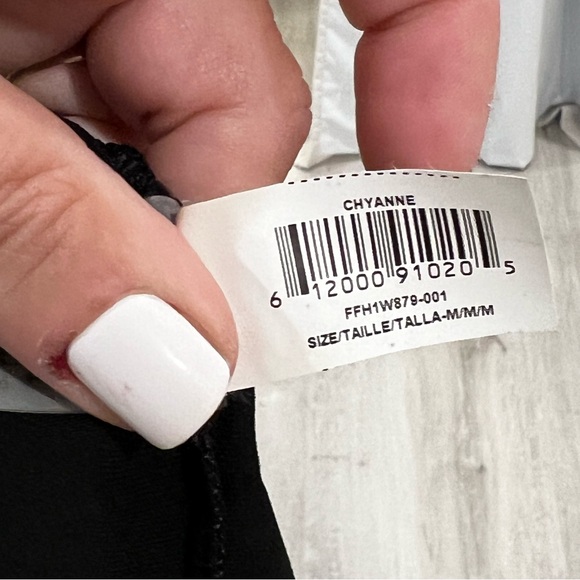 CHYANNE
6 12000 91020 5
FFH1W879-001
SIZE/TAILLE/TALLA-M/M/M